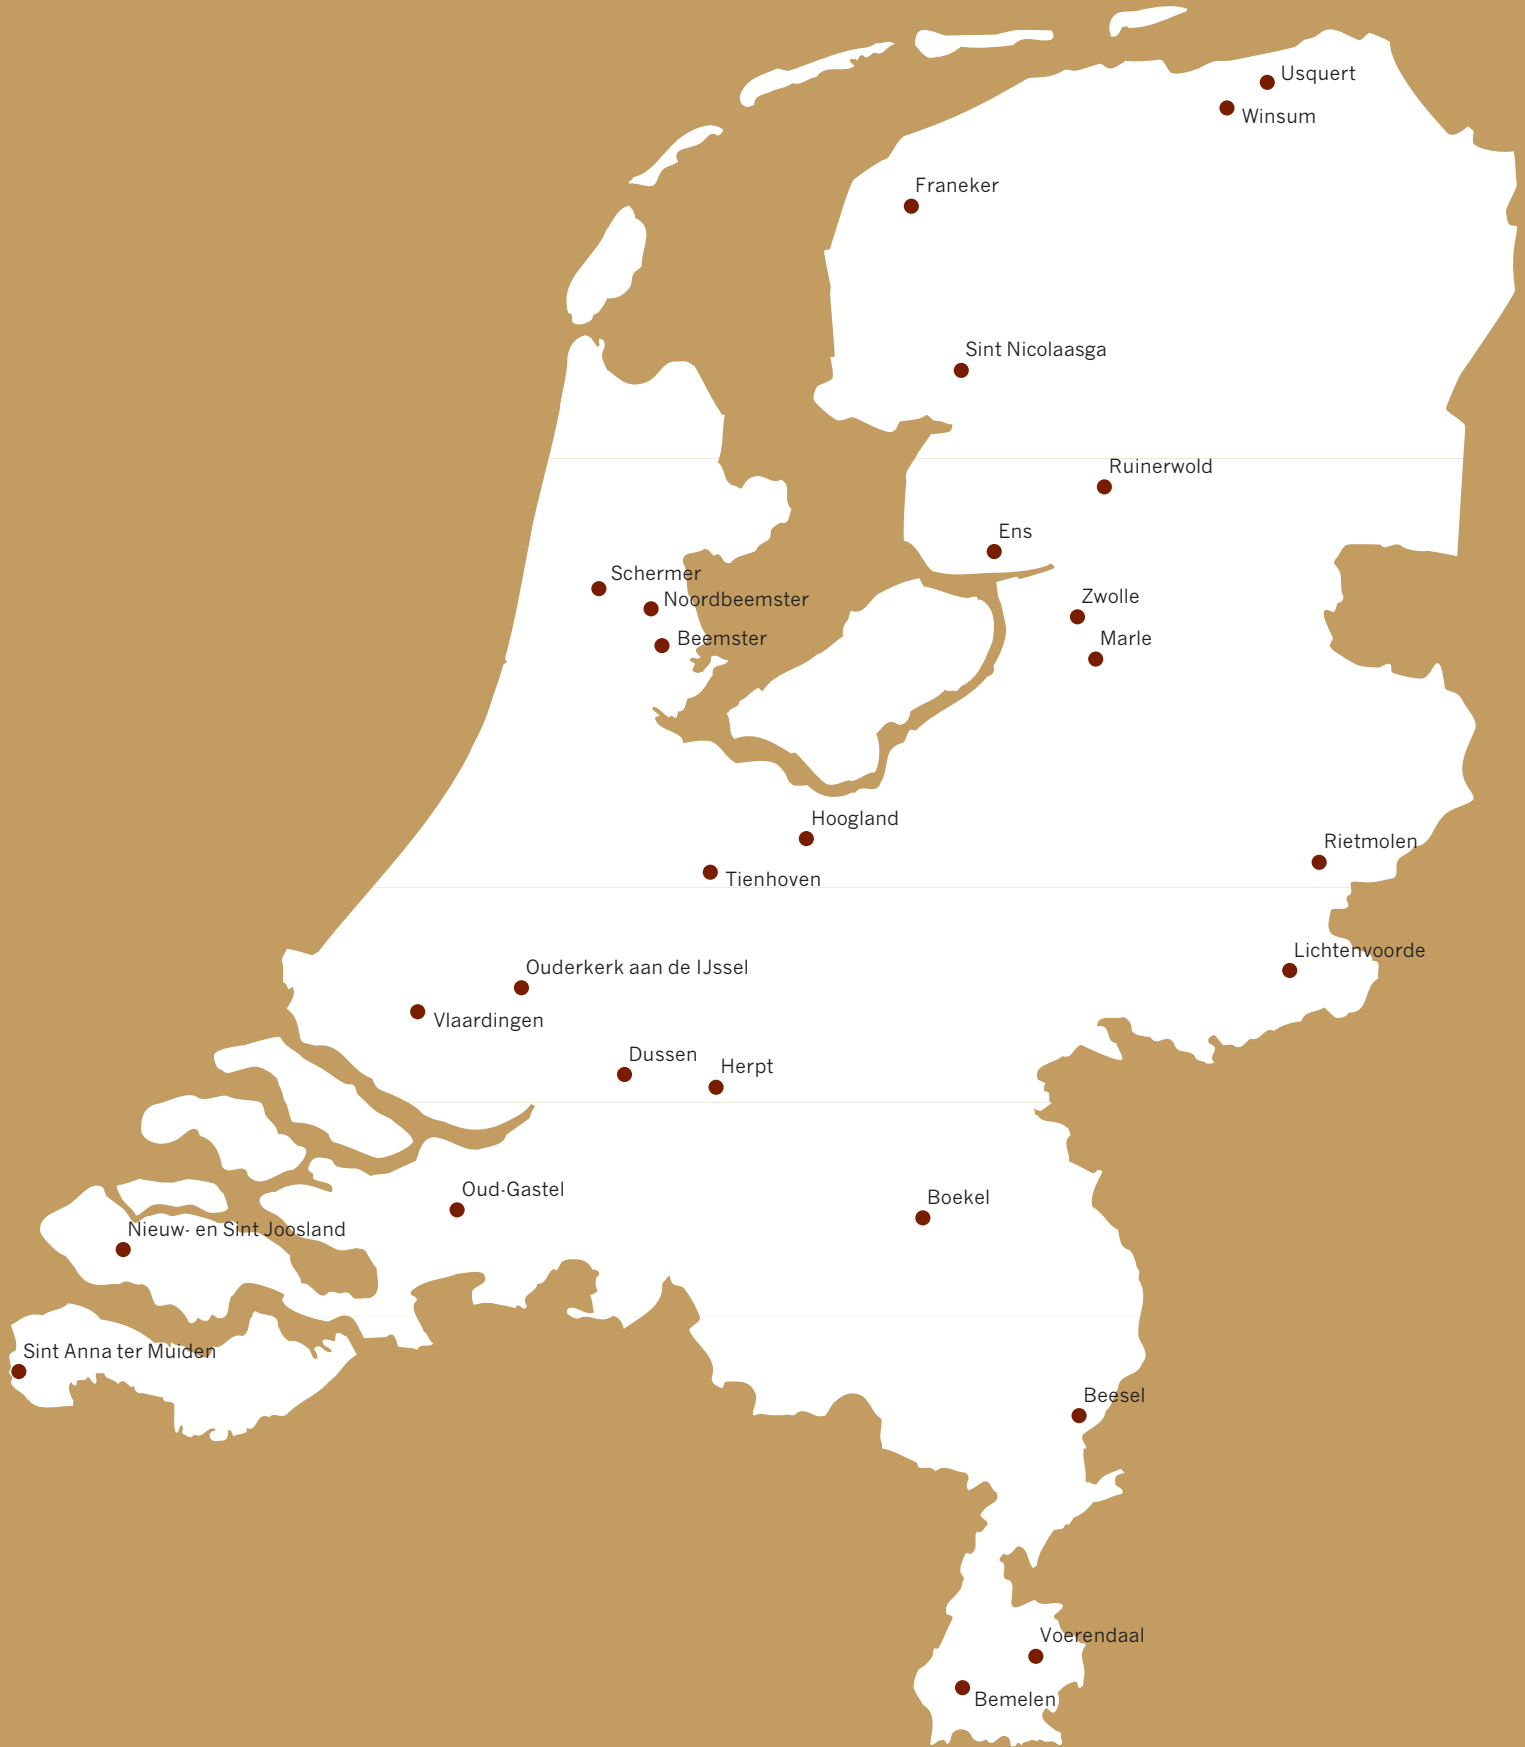 Usquert
Winsum
Franeker
Sint Nicolaasga
Ruinerwold
Ens
Schermer
Noordbeemster
Zwolle
Beemster
Marle
Hoogland
Rietmolen
Tienhoven
Lichtenvoorde
Ouderkerk aan de IJssel
Vlaardingen
Dussen
Herpt
Oud-Gastel
Boekel
Nieuw- en Sint Joosland
Sint Anna ter Muiden
Beesel
Voerendaal
Bemelen